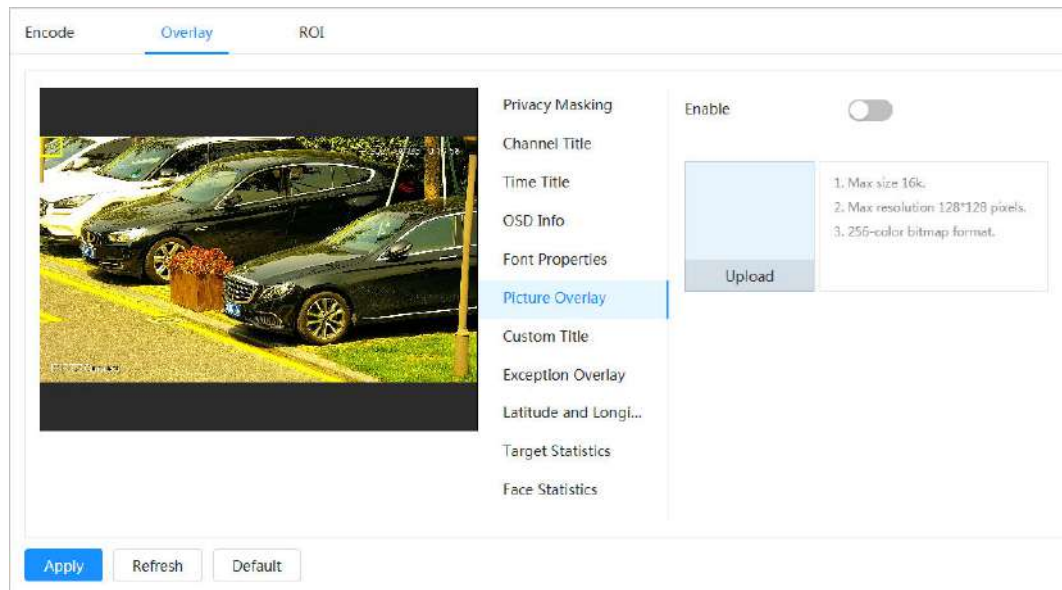 Encode
Overlay
ROI
Privacy Masking
Channel Title
Time Title
OSD Info
Font Properties
Picture Overlay
Custom Title
Exception Overlay
Latitude and Longi...
Target Statistics
Face Statistics
Enable
Upload
1. Max size 16k.
2. Max resolution 128*128 pixels.
3. 256-color bitmap format.
Apply
Refresh
Default